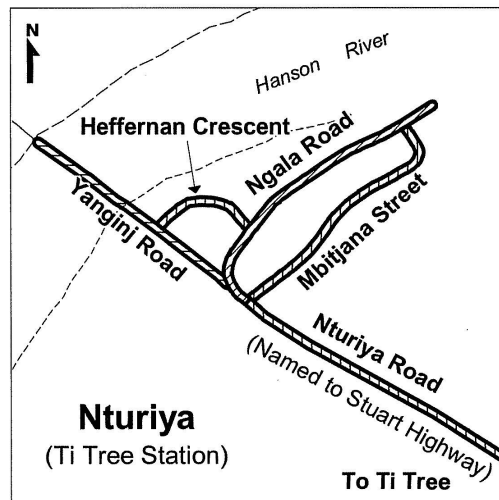 N
Hanson River
Heffernan Crescent
Ngala Road
Yanginj Road
Mbitjana Street
Nturiya Road
(Named to Stuart Highway)
Nturiya
(Ti Tree Station)
To Ti Tree